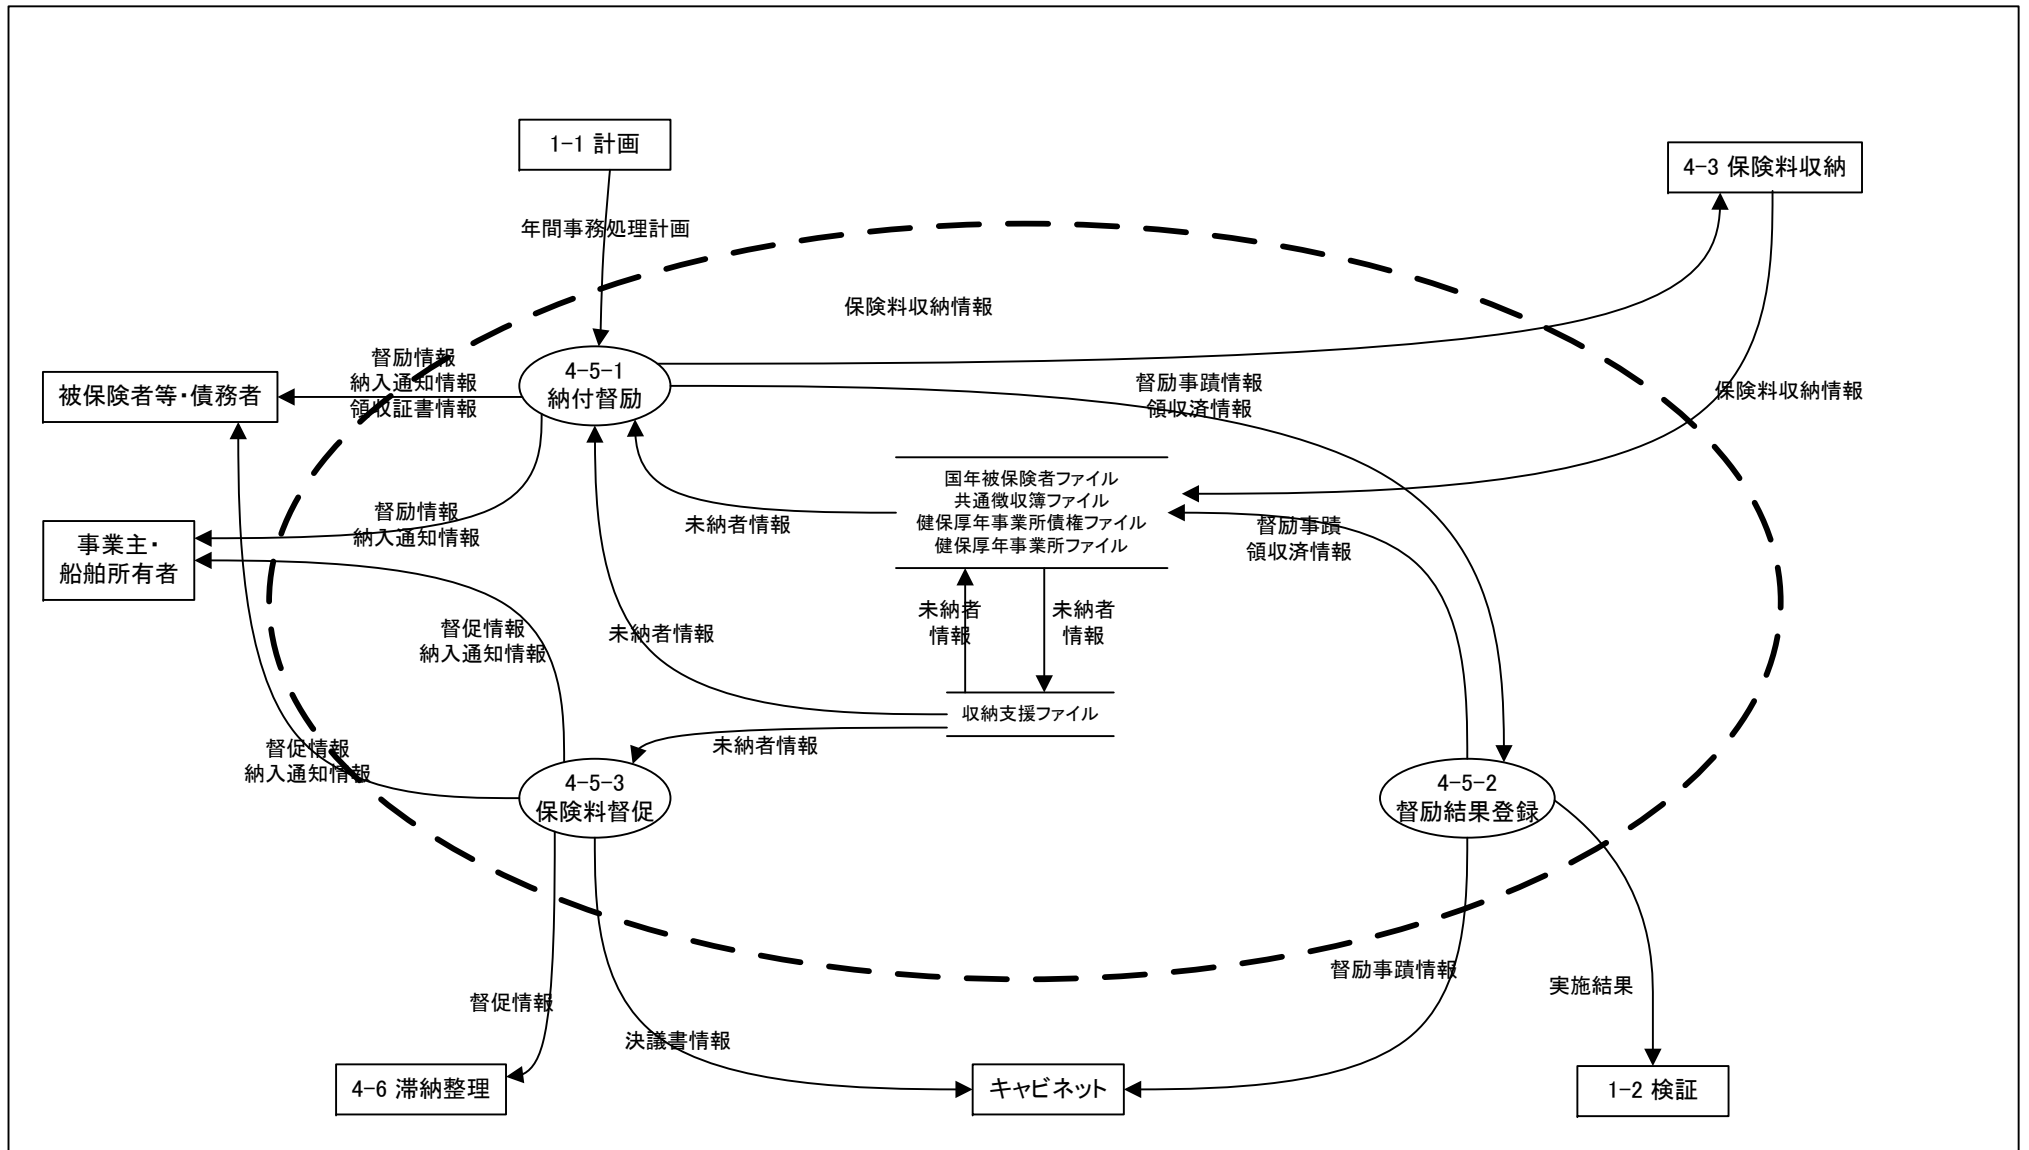 1-1 計画
4-3 保険料収納
年間事務処理計画
保険料収納情報
督励情報
納入通知情報
領収証書情報
4-5-1
納付督励
督励事蹟情報
領収済情報
保険料収納情報
被保険者等・債務者
国年被保険者ファイル
共通徴収簿ファイル
健保厚年事業所債権ファイル
健保厚年事業所ファイル
督励情報
納入通知情報
未納者情報
督励事蹟
領収済情報
事業主・
船舶所有者
未納者
情報
未納者
情報
督促情報
納入通知情報
未納者情報
収納支援ファイル
未納者情報
督促情報
納入通知情報
4-5-3
保険料督促
4-5-2
督励結果登録
督励事蹟情報
実施結果
督促情報
決議書情報
4-6 滞納整理
キャビネット
1-2 検証